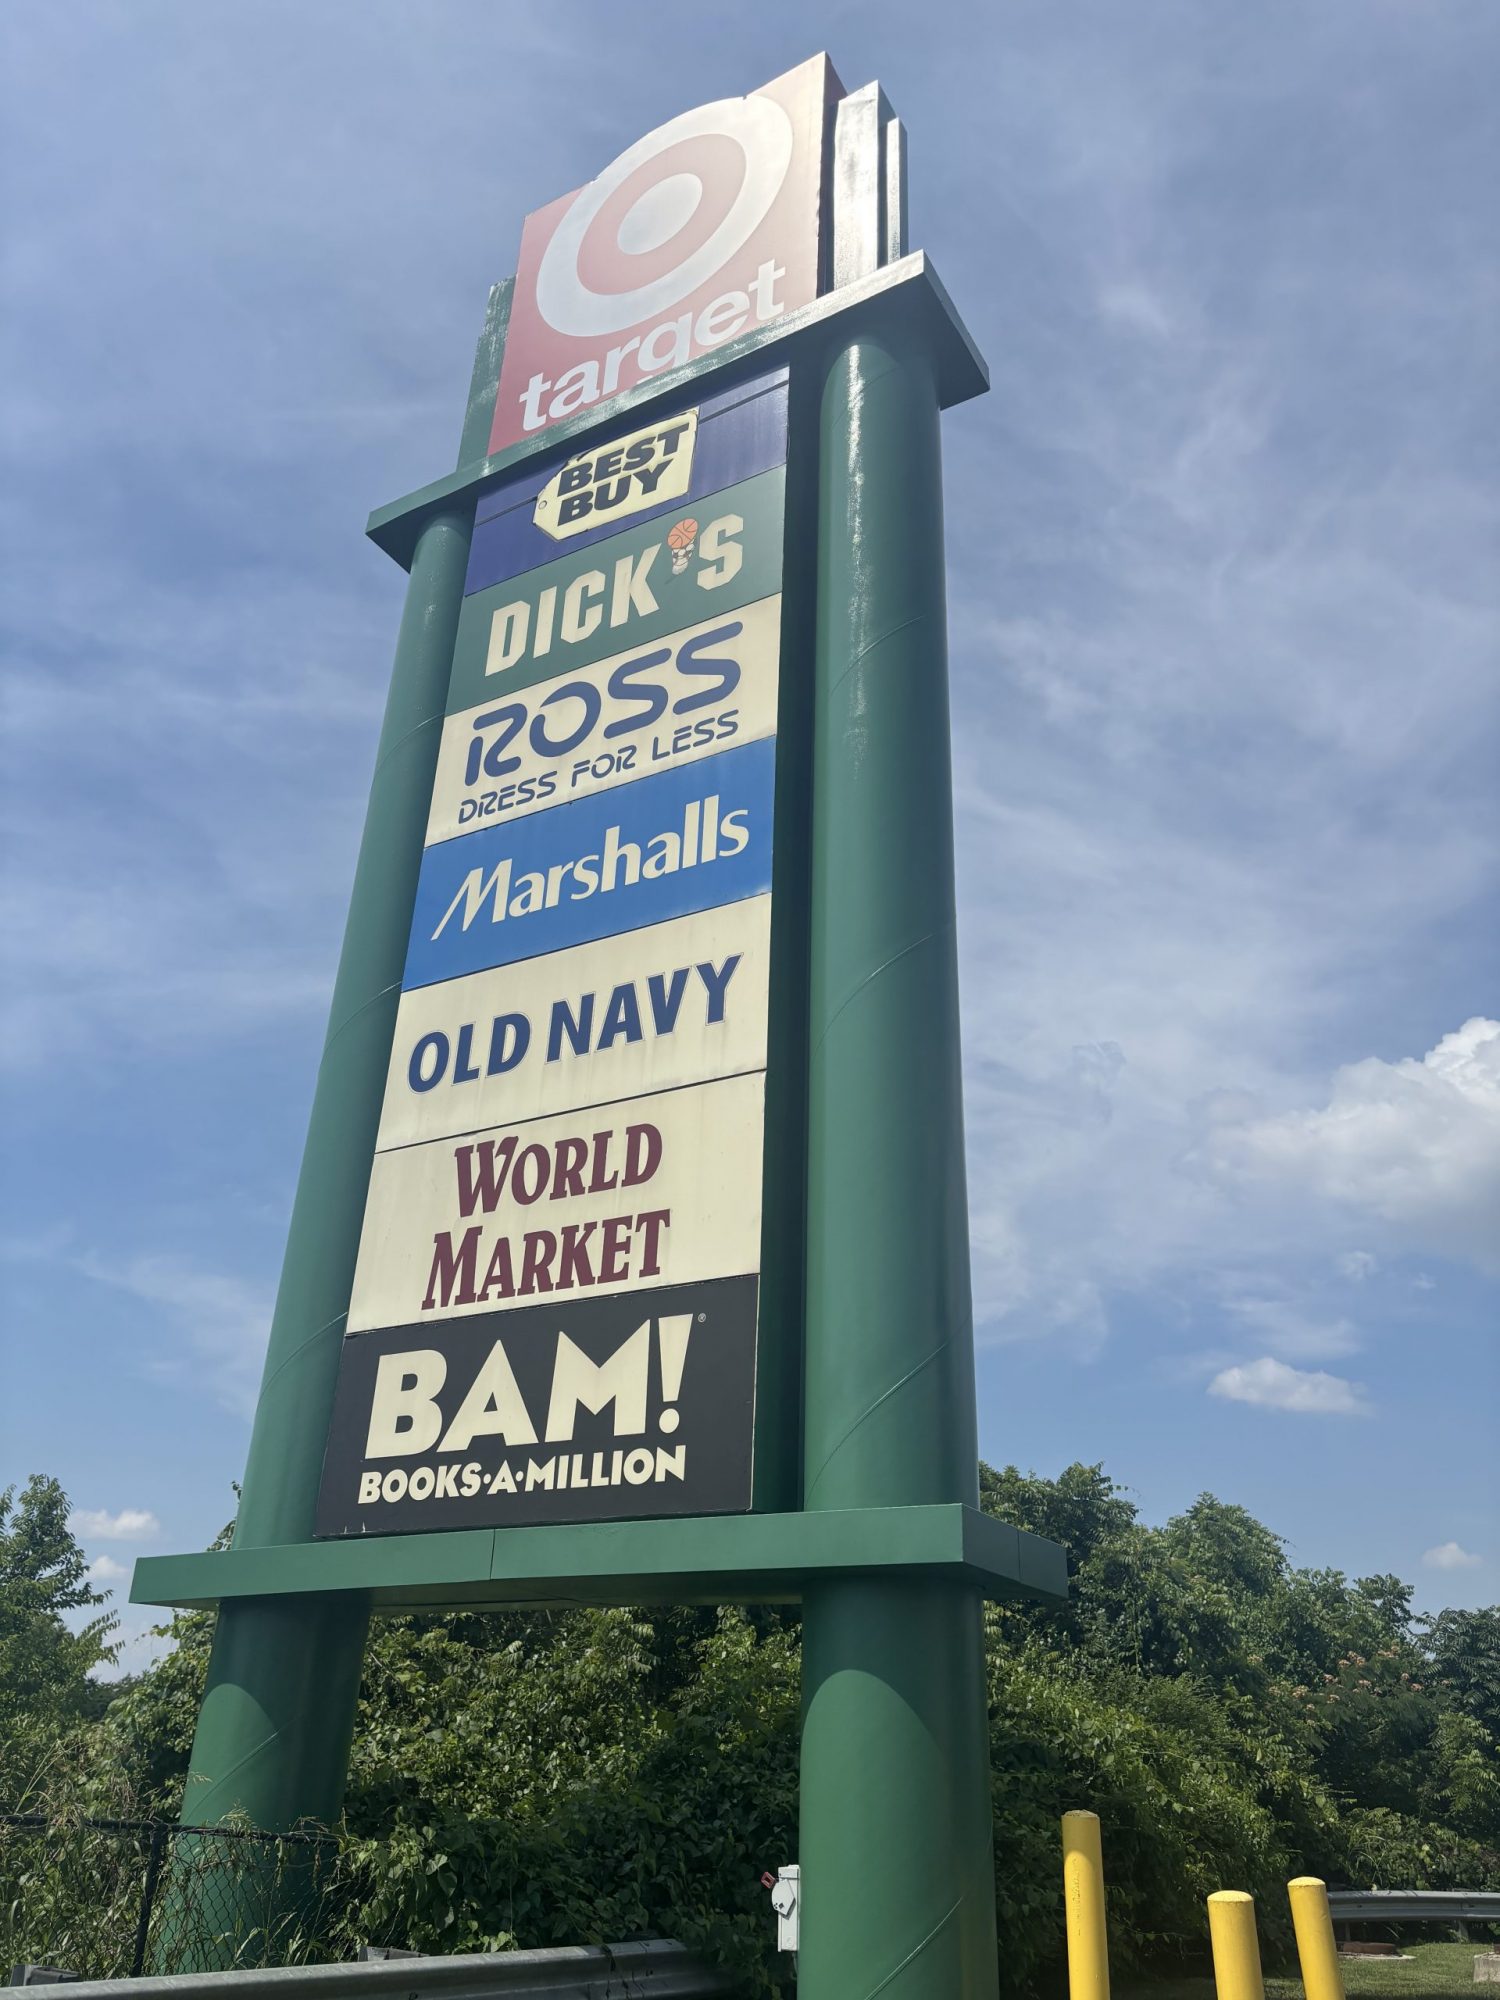 target
BEST
BUY
DICK'S
ROSS
DRESS FOR LESS
Marshalls
OLD NAVY
WORLD
MARKET
BAM!®
BOOKS·A·MILLION